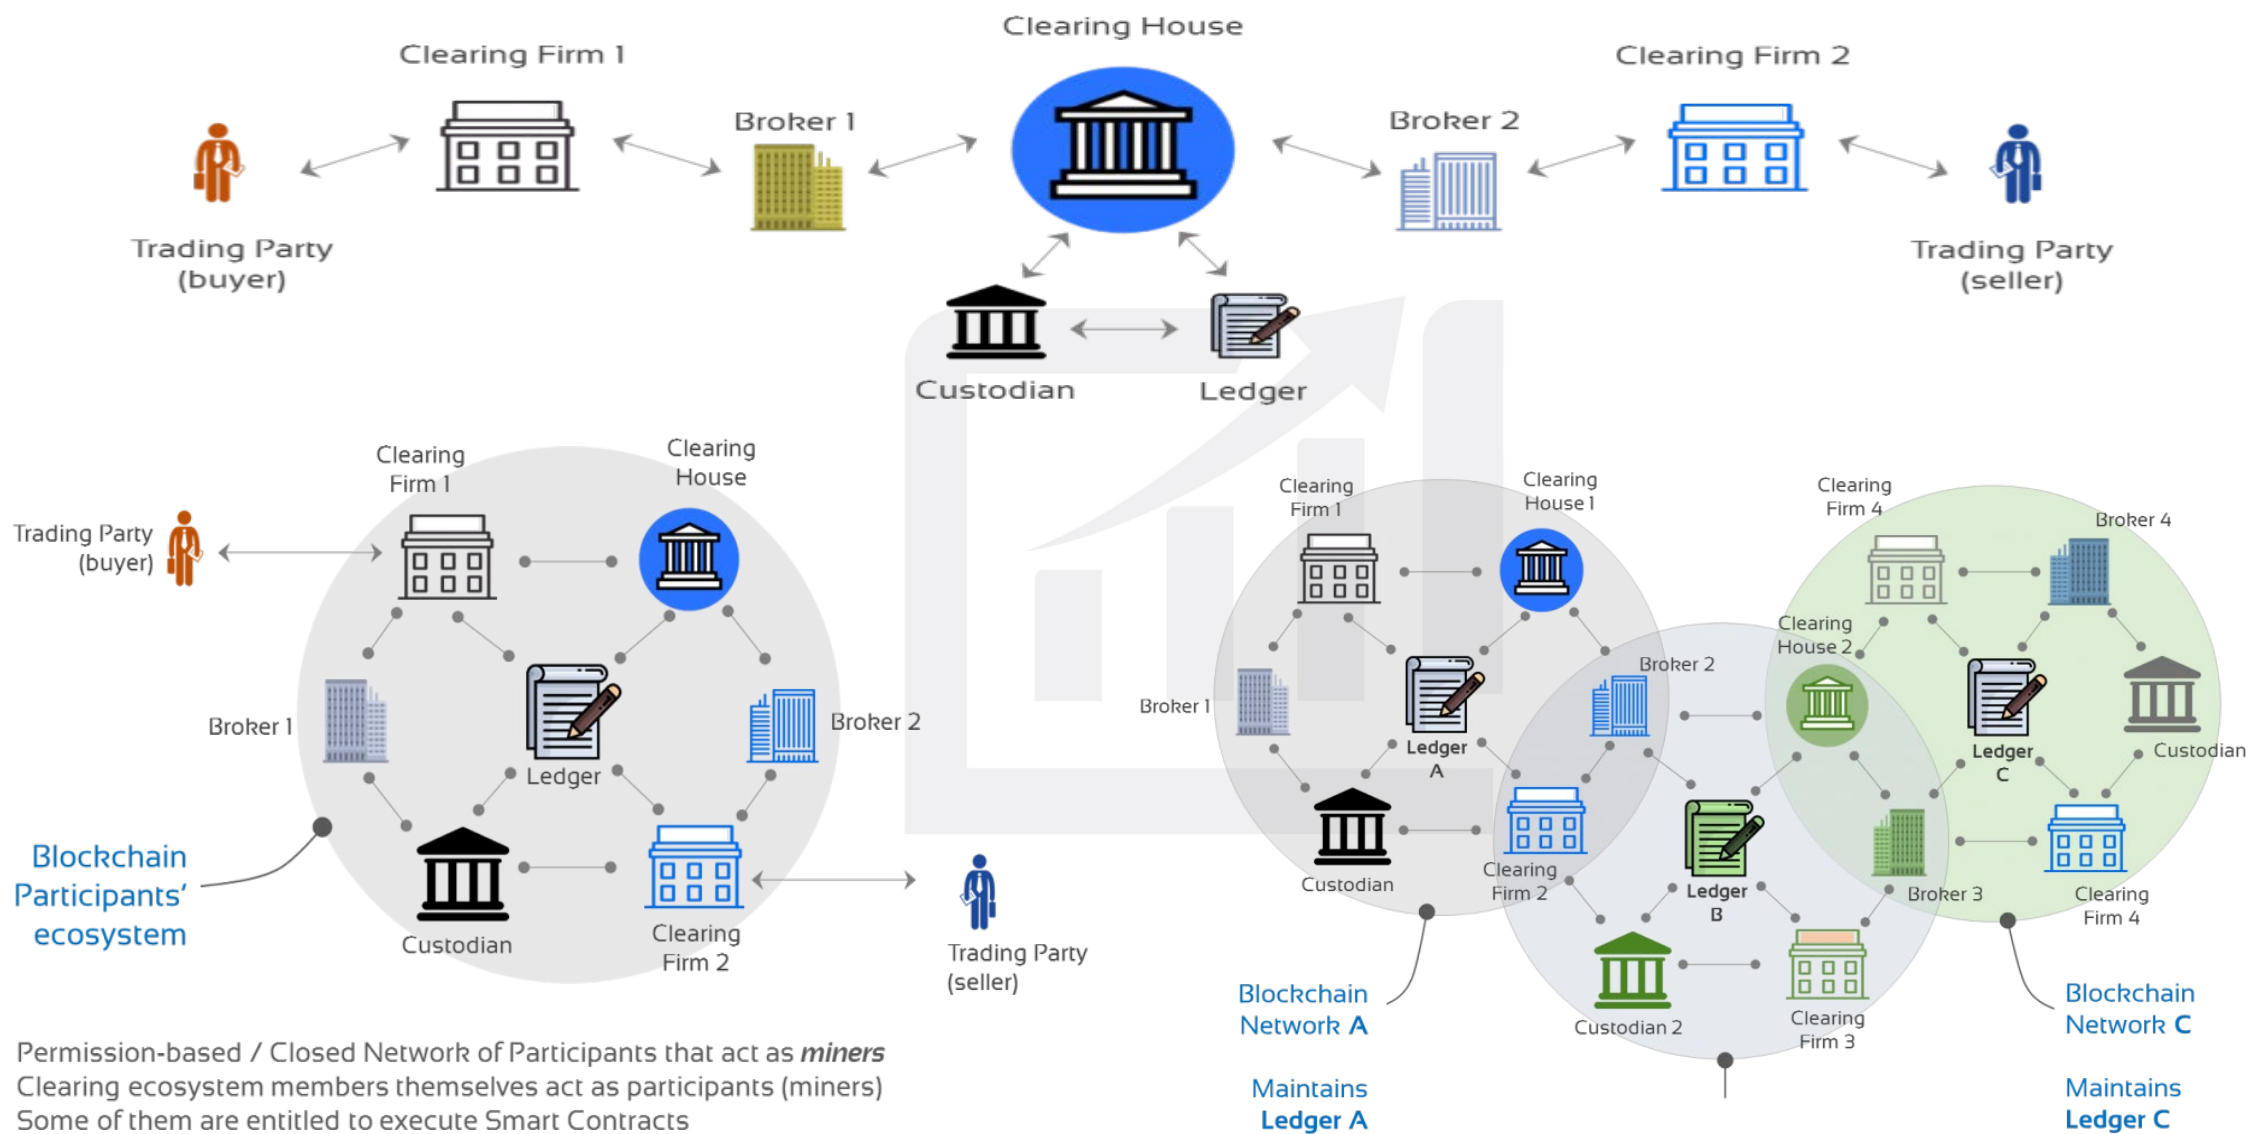 Clearing House
Clearing Firm 1
Clearing Firm 2
Broker 1
Broker 2
Trading Party
(buyer)
Trading Party
(seller)
Custodian
Ledger
Clearing
Firm 1
Clearing
House
Trading Party
(buyer)
Broker 1
Broker 2
Ledger
Blockchain
Participants'
ecosystem
Custodian
Clearing
Firm 2
Trading Party
(seller)
Permission-based / Closed Network of Participants that act as miners
Clearing ecosystem members themselves act as participants (miners)
Some of them are entitled to execute Smart Contracts
Clearing
Firm 1
Clearing
House 1
Broker 1
Ledger
A
Custodian
Broker 2
Clearing
Firm 2
Clearing
House 2
Ledger
B
Custodian 2
Clearing
Firm 3
Broker 3
Clearing
Firm 4
Broker 4
Ledger
C
Custodian
Clearing
Firm 4
Blockchain
Network A
Maintains
Ledger A
Blockchain
Network C
Maintains
Ledger C